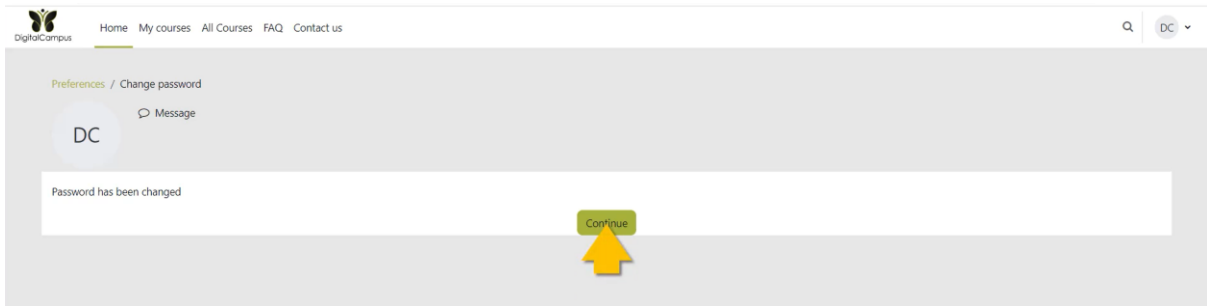 DigitalCampus
Home My courses All Courses FAQ Contact us
DC
Preferences / Change password
Message
DC
Password has been changed
Continue